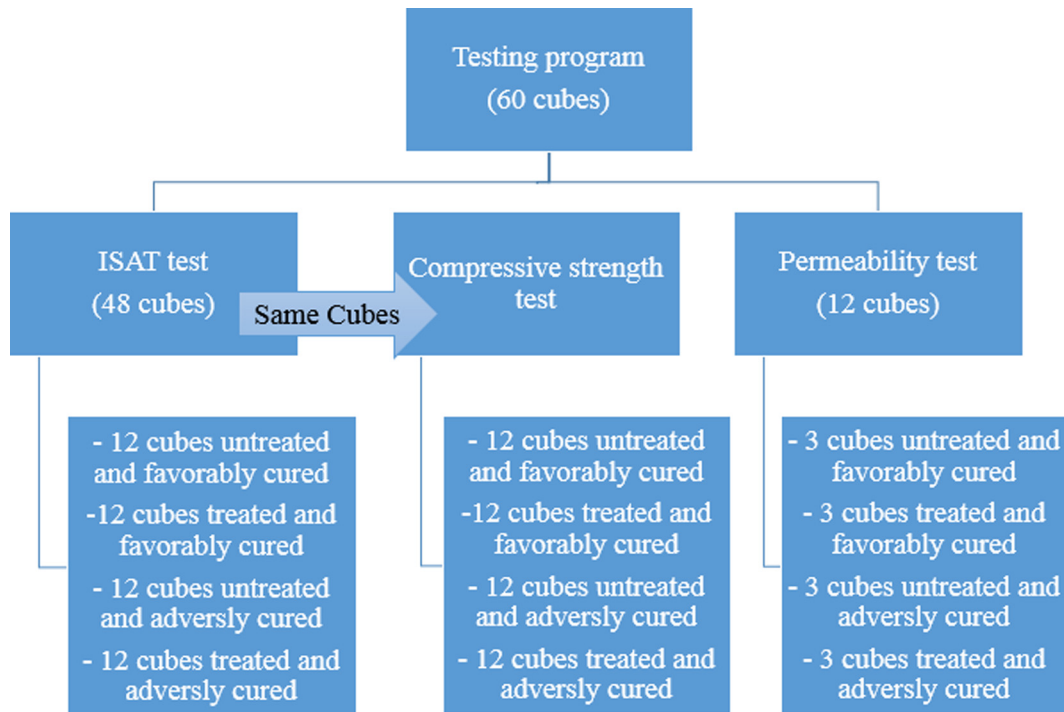 Testing program
(60 cubes)
ISAT test
(48 cubes)
Same Cubes
Compressive strength
test
Permeability test
(12 cubes)
- 12 cubes untreated
and favorably cured
-12 cubes treated and
favorably cured
- 12 cubes untreated
and adversly cured
- 12 cubes treated and
adversly cured
- 12 cubes untreated
and favorably cured
-12 cubes treated and
favorably cured
- 12 cubes untreated
and adversly cured
- 12 cubes treated and
adversly cured
- 3 cubes untreated and
favorably cured
- 3 cubes treated and
favorably cured
- 3 cubes untreated and
adversly cured
- 3 cubes treated and
adversly cured